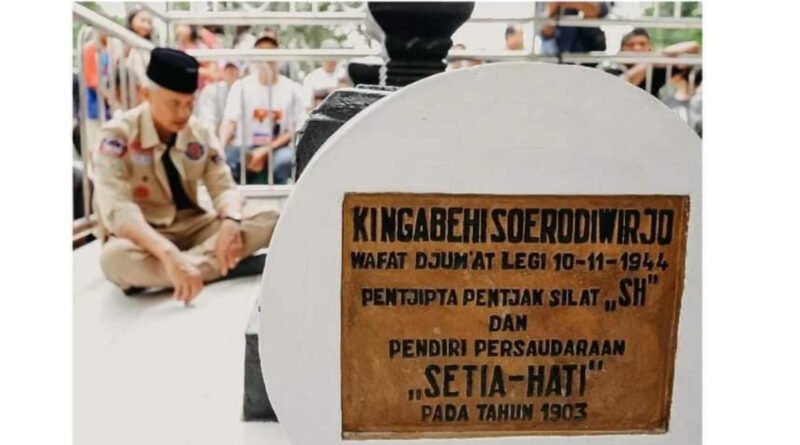 KI NGABEHI SOERODIWIRJO
WAFAT DJUM'AT LEGI 10-11-1944
PENTJIPTA PENTJAK SILAT „SH"
DAN
PENDIRI PERSAUDARAAN
„SETIA-HATI"
PADA TAHUN 1903